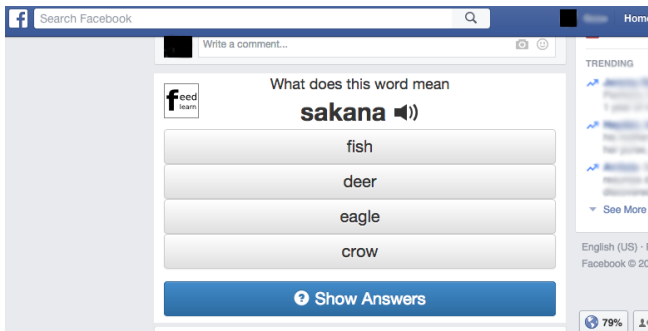 f Search Facebook Home
Write a comment...
TRENDING
feed
learn
What does this word mean
sakana
fish
deer
eagle
crow
See More
English (US) ·
Facebook © 20
Show Answers
79%